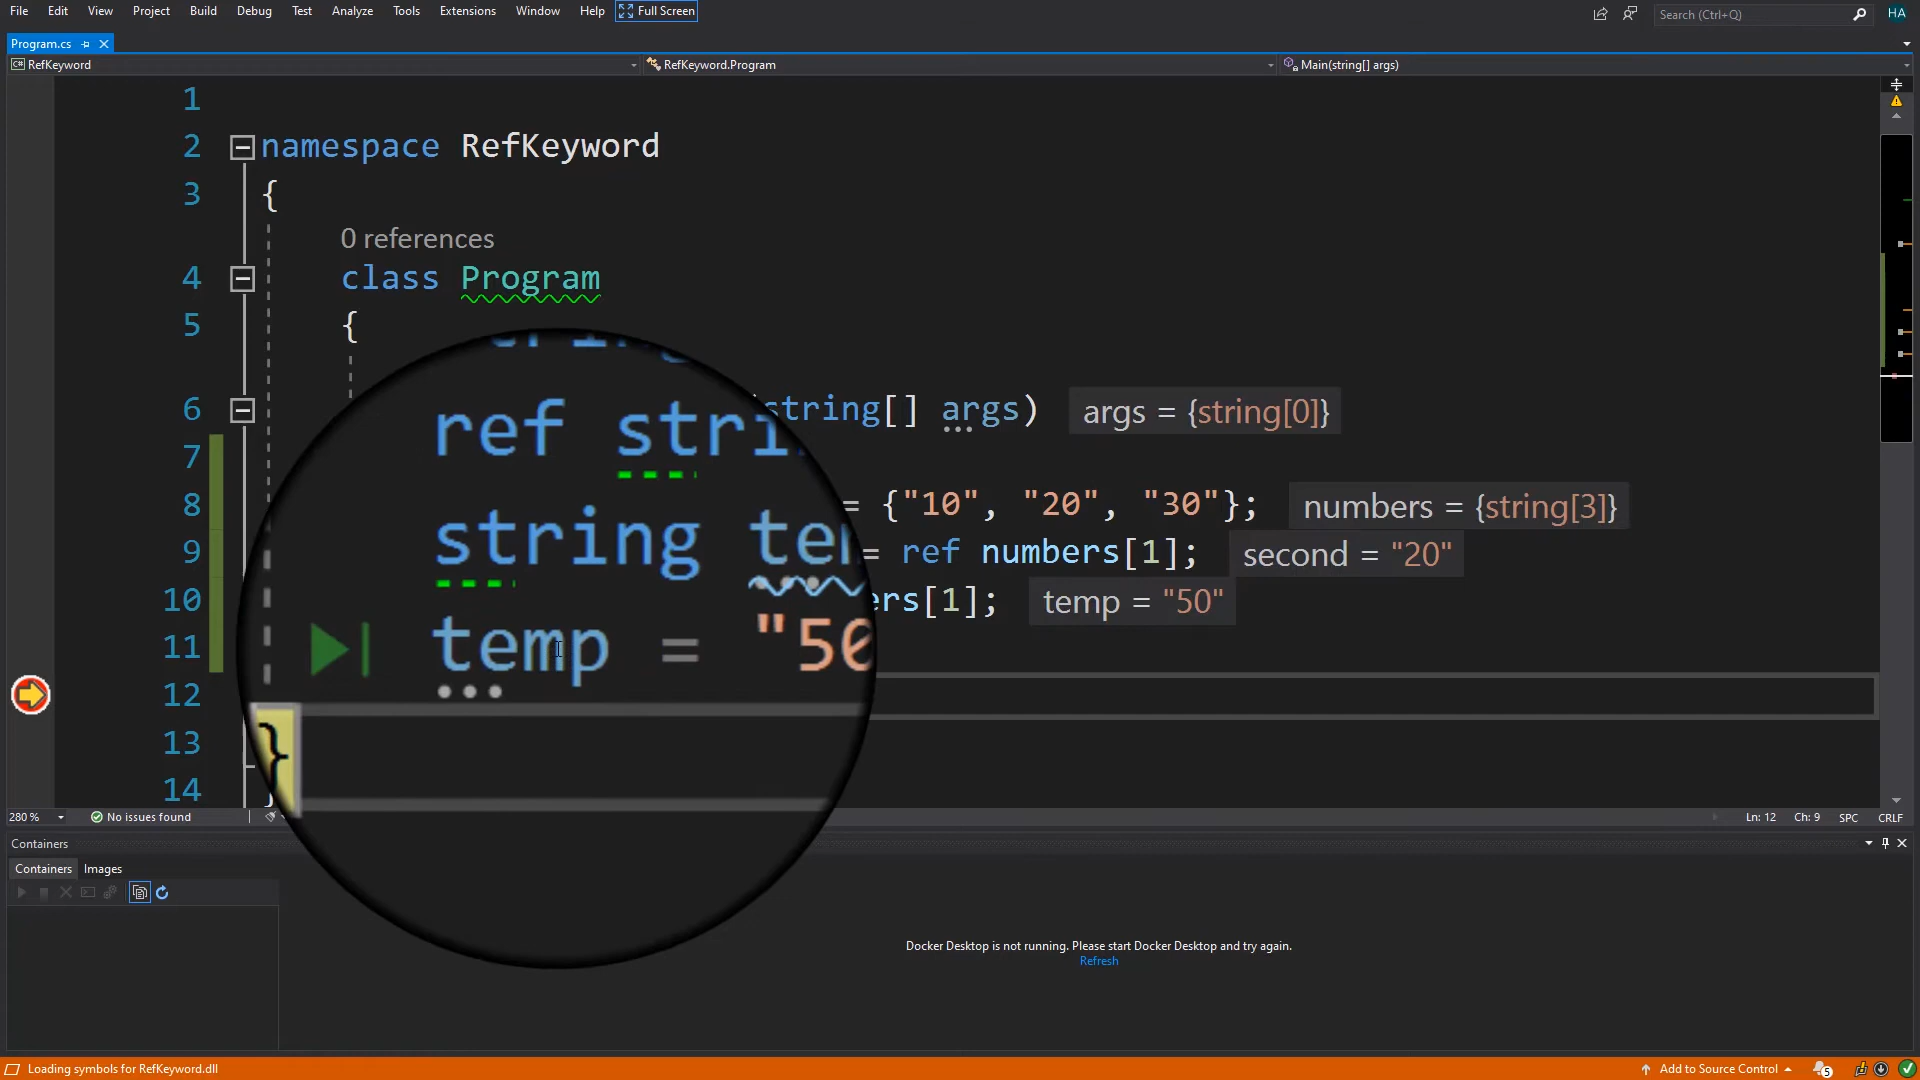 File Edit View Project Build Debug Test Analyze Tools Extensions Window Help Full Screen Search (Ctrl+Q) HA
Program.cs
C# RefKeyword RefKeyword.Program Main(string[] args)
1
2 namespace RefKeyword
3 {
0 references
4 class Program
5 {
6 string[] args) args = {string[0]}
7 ref stri
8 = {"10", "20", "30"}; numbers = {string[3]}
9 string te = ref numbers[1]; second = "20"
10 ers[1]; temp = "50"
11 temp = "50
12
13 }
14
280 % No issues found Ln: 12 Ch: 9 SPC CRLF
Containers
Containers Images
Docker Desktop is not running. Please start Docker Desktop and try again.
Refresh
Loading symbols for RefKeyword.dll Add to Source Control 5